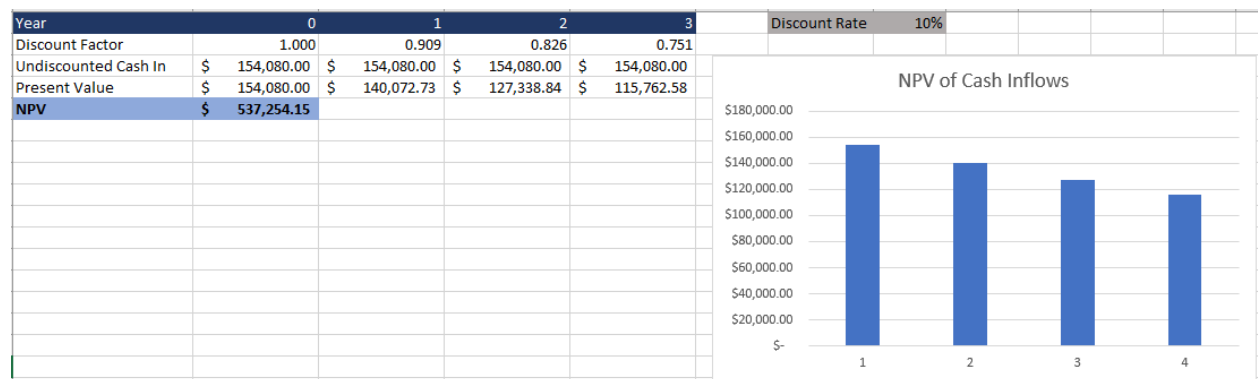 Year 0 1 2 3 Discount Rate 10%
Discount Factor 1.000 0.909 0.826 0.751
Undiscounted Cash In $ 154,080.00 $ 154,080.00 $ 154,080.00 $ 154,080.00
Present Value $ 154,080.00 $ 140,072.73 $ 127,338.84 $ 115,762.58
NPV $ 537,254.15
NPV of Cash Inflows
$180,000.00
$160,000.00
$140,000.00
$120,000.00
$100,000.00
$80,000.00
$60,000.00
$40,000.00
$20,000.00
$-
1 2 3 4